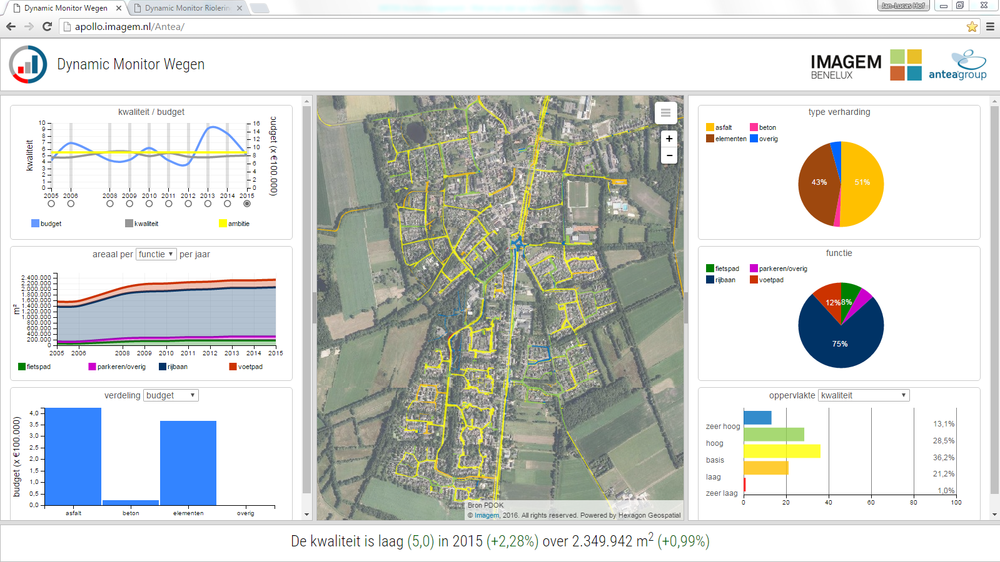 Dynamic Monitor Wegen
Dynamic Monitor Riolerin
Jan-Lucas Hof
apollo.imagem.nl/Antea/
Dynamic Monitor Wegen
IMAGEM
BENELUX
anteagroup
kwaliteit / budget
kwaliteit
10
9
8
7
6
5
4
3
2
1
0
16
14
12
10
8
6
4
2
0
budget (x €100.000)
2005 2006 2008 2009 2010 2011 2012 2013 2014 2015
budget kwaliteit ambitie
areaal per functie ▼ per jaar
m²
2.400.000
2.200.000
2.000.000
1.800.000
1.600.000
1.400.000
1.200.000
1.000.000
800.000
600.000
400.000
200.000
0
2005 2006 2008 2009 2010 2011 2012 2013 2014 2015
fietspad parkeren/overig rijbaan voetpad
verdeling budget ▼
budget (x €100.000)
4.0
3.5
3.0
2.5
2.0
1.5
1.0
0.5
0.0
asfalt beton elementen overig
+
−
Bron PDOK
© Imagem, 2016. All rights reserved. Powered by Hexagon Geospatial
type verharding
asfalt beton
elementen overig
43% 51%
functie
fietspad parkeren/overig
rijbaan voetpad
12% 8%
75%
oppervlakte kwaliteit ▼
zeer hoog 13,1%
hoog 28,5%
basis 36,2%
laag 21,2%
zeer laag 1,0%
0 20 40 60 80 100
De kwaliteit is laag (5,0) in 2015 (+2,28%) over 2.349.942 m² (+0,99%)